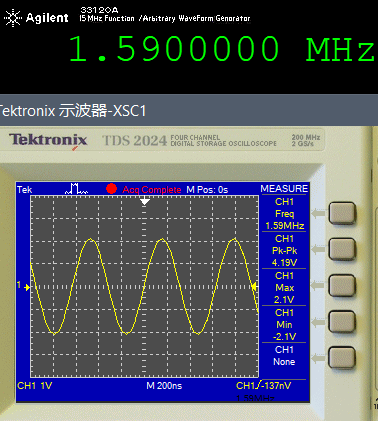 Agilent 33120A
15 MHz Function / Arbitrary Waveform Generator
1.5900000 MHz
Tektronix 示波器-XSC1
Tektronix TDS 2024 FOUR CHANNEL DIGITAL STORAGE OSCILLOSCOPE 200 MHz 2 GS/s
Tek Acq Complete M Pos: 0s MEASURE
CH1
Freq
1.59MHz
CH1
Pk-Pk
4.19V
CH1
Max
2.1V
CH1
Min
-2.1V
CH1
None
1
CH1 1V M 200ns CH1 -137mV